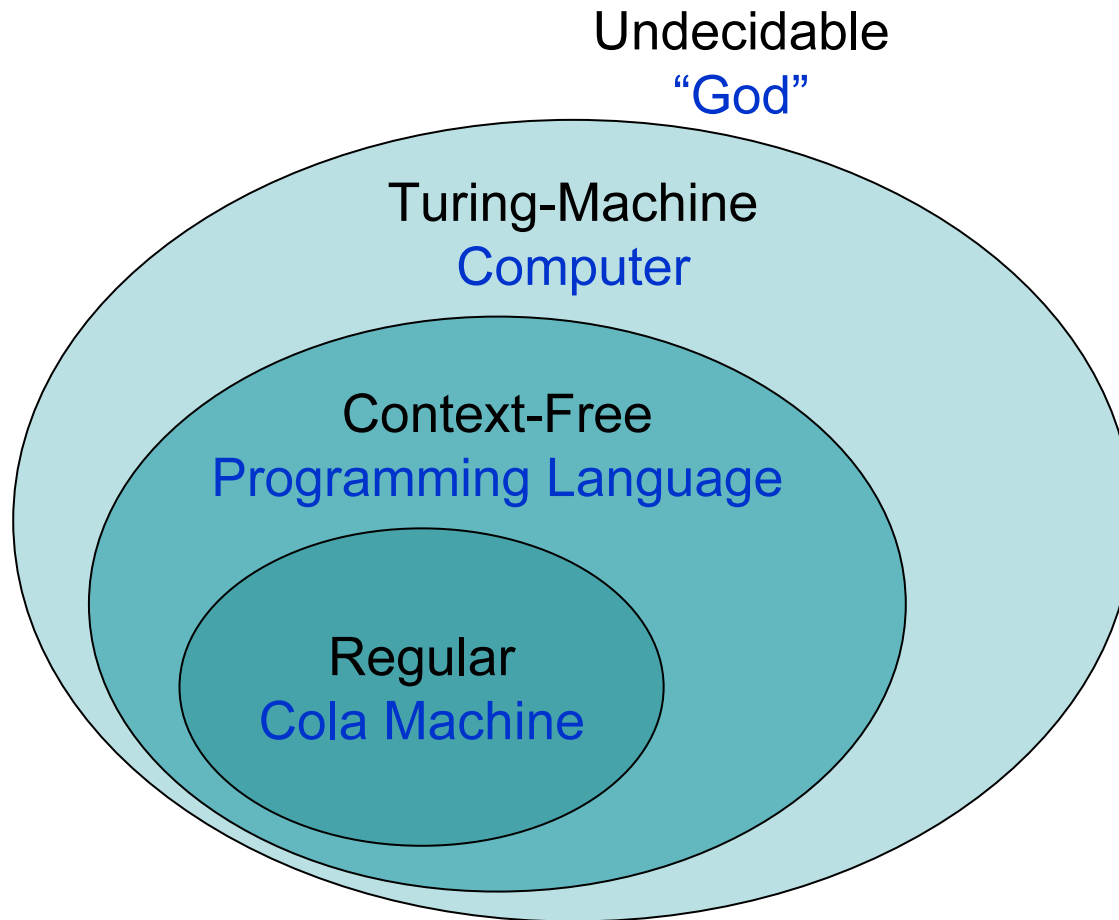 Undecidable
“God”
Turing-Machine
Computer
Context-Free
Programming Language
Regular
Cola Machine